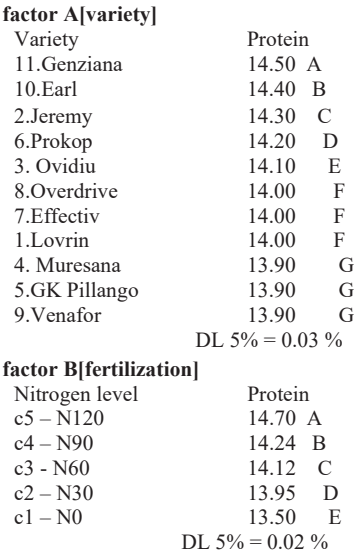 factor A[variety]
Variety Protein
11.Genziana 14.50 A
10.Earl 14.40 B
2.Jeremy 14.30 C
6.Prokop 14.20 D
3. Ovidiu 14.10 E
8.Overdrive 14.00 F
7.Effectiv 14.00 F
1.Lovrin 14.00 F
4. Muresana 13.90 G
5.GK Pillango 13.90 G
9.Venafor 13.90 G
DL 5% = 0.03 %
factor B[fertilization]
Nitrogen level Protein
c5 – N120 14.70 A
c4 – N90 14.24 B
c3 - N60 14.12 C
c2 – N30 13.95 D
c1 – N0 13.50 E
DL 5% = 0.02 %